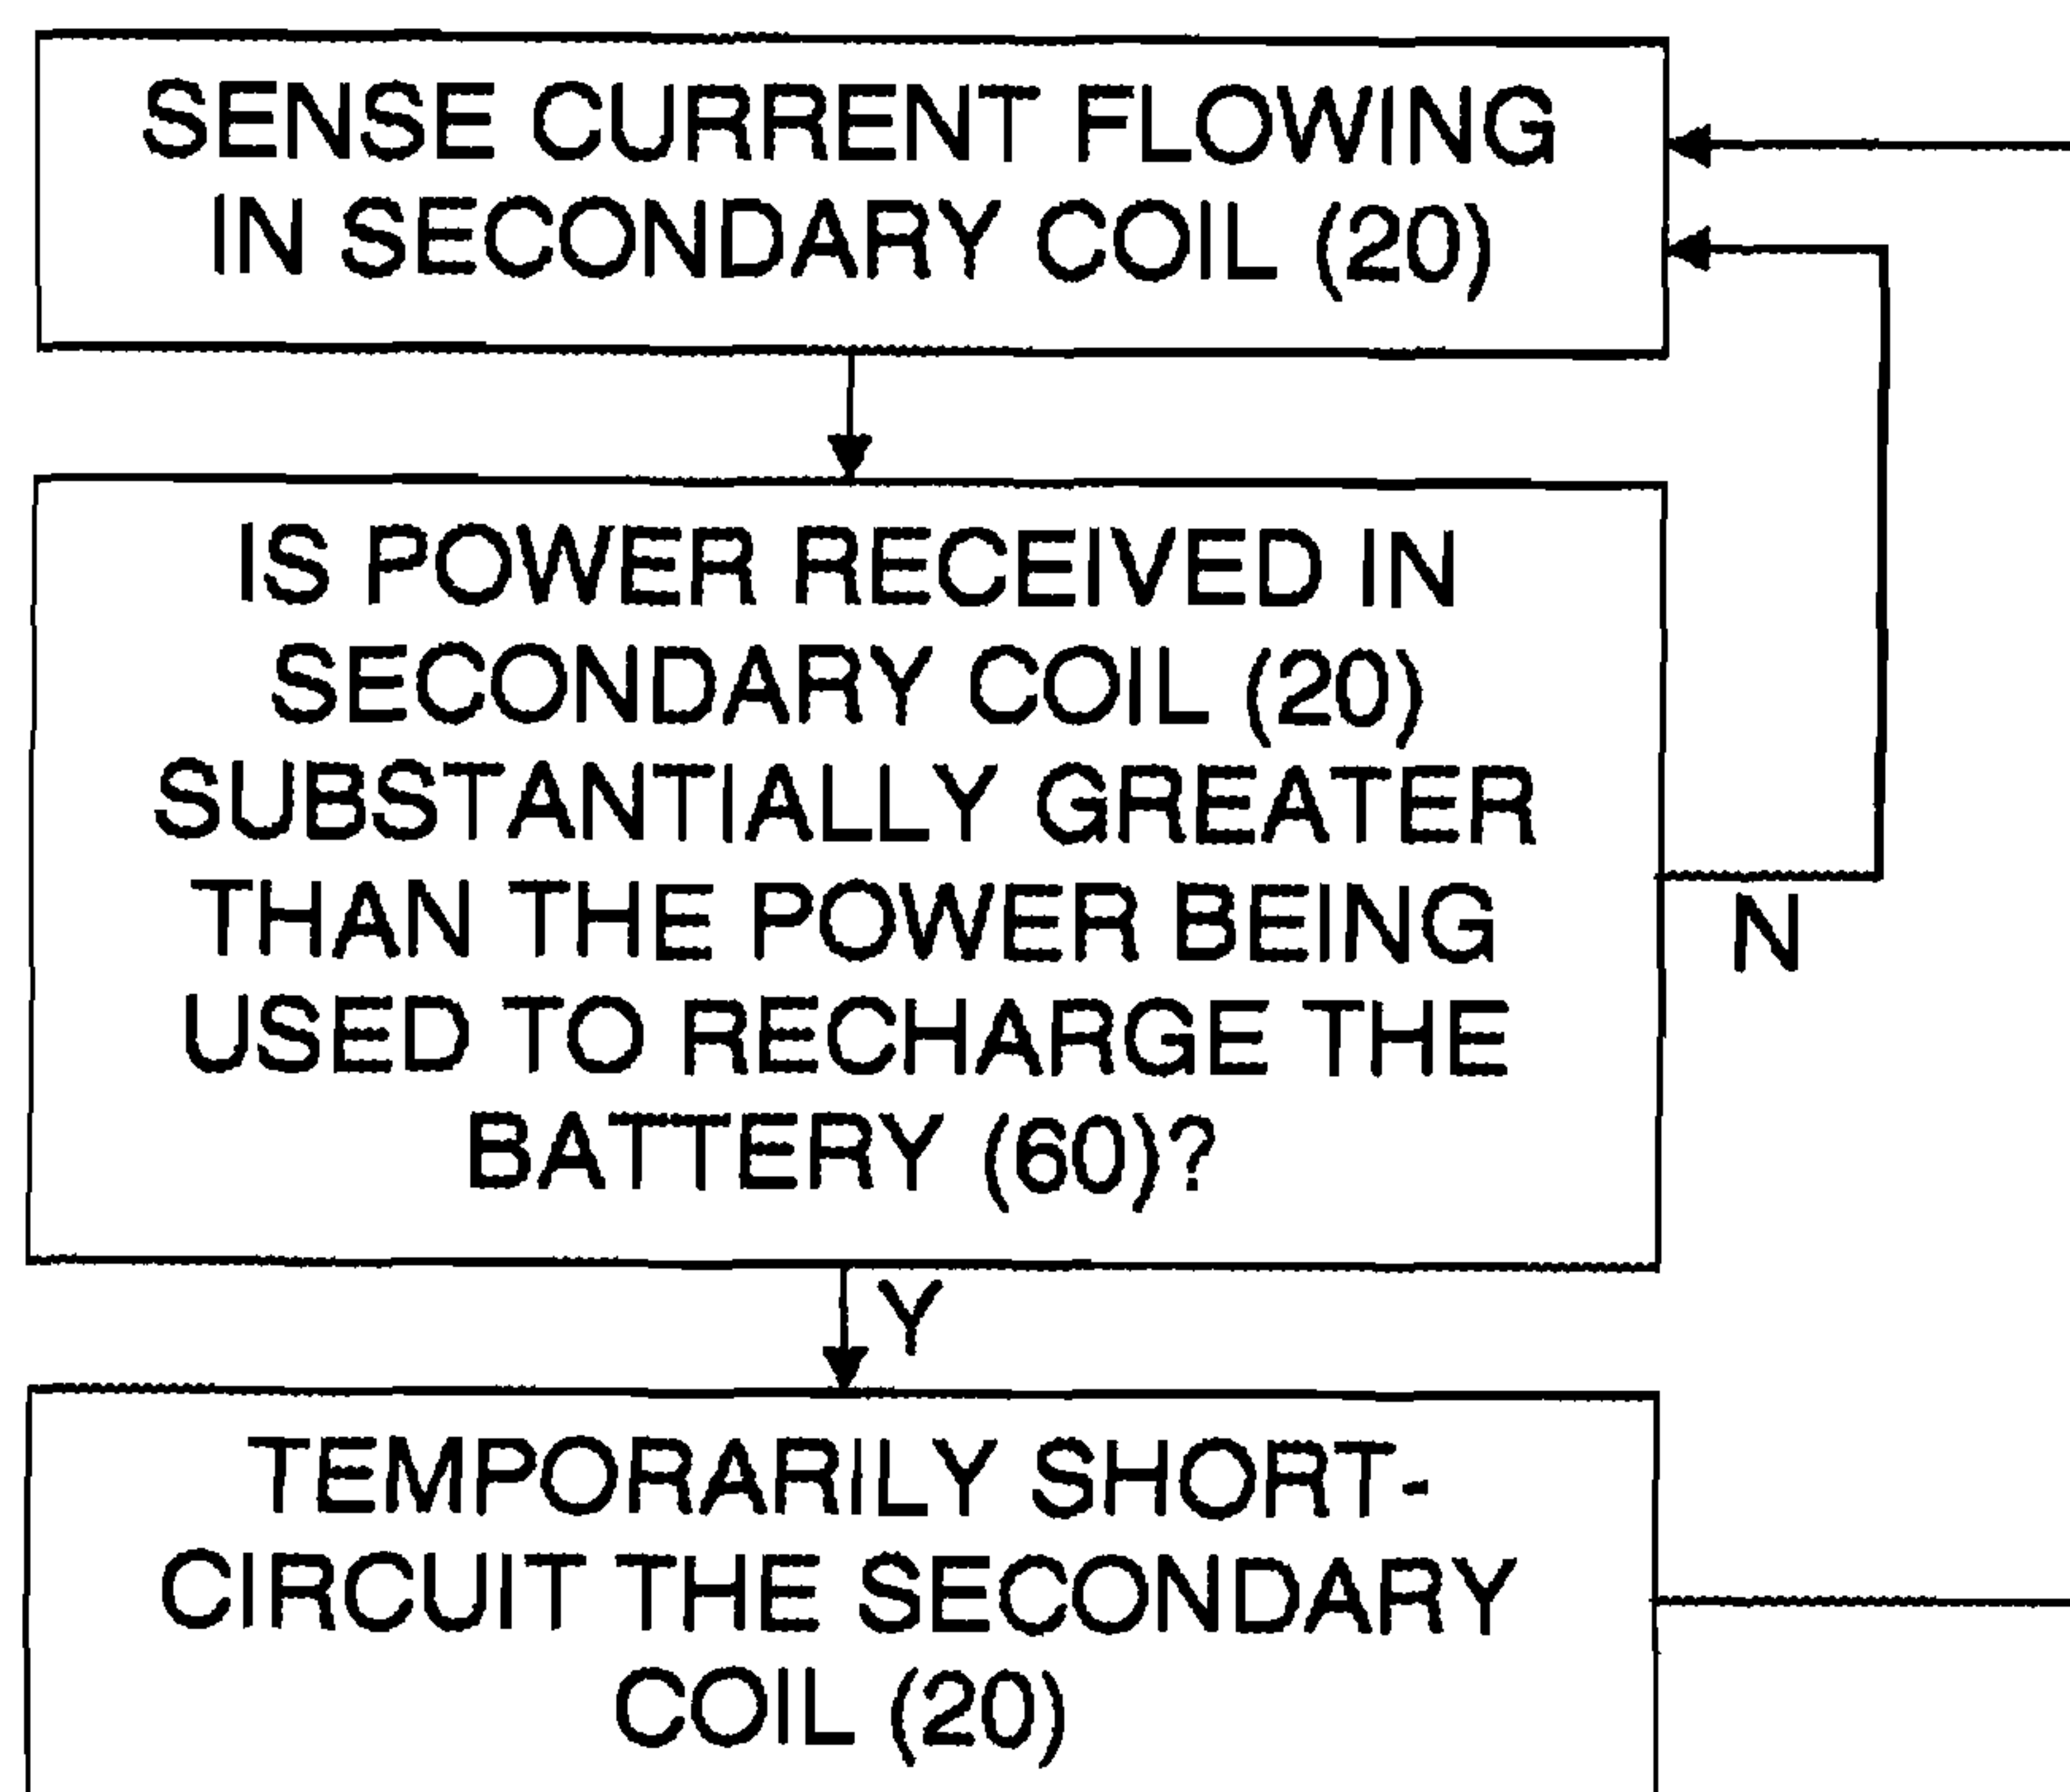 SENSE CURRENT FLOWING
IN SECONDARY COIL (20)
IS POWER RECEIVED IN
SECONDARY COIL (20)
SUBSTANTIALLY GREATER
THAN THE POWER BEING
USED TO RECHARGE THE
BATTERY (60)?
N
Y
TEMPORARILY SHORT-
CIRCUIT THE SECONDARY
COIL (20)